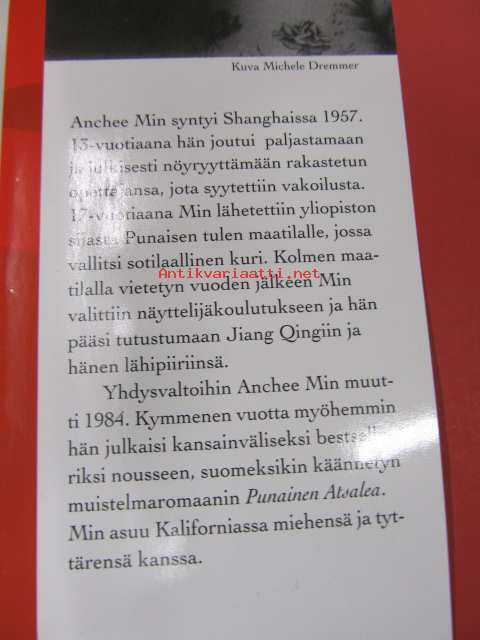 Kuva Michele Dremmer
Anchee Min syntyi Shanghaissa 1957.
13-vuotiaana hän joutui paljastamaan
ja julkisesti nöyryyttämään rakastetun
opettajansa, jota syytettiin vakoilusta.
17-vuotiaana Min lähetettiin yliopiston
sijasta Punaisen tulen maatilalle, jossa
vallitsi sotilaallinen kuri. Kolmen maa-
Antikvariaatti.net
tilalla vietetyn vuoden jälkeen Min
valittiin näyttelijäkoulutukseen ja hän
pääsi tutustumaan Jiang Qingiin ja
hänen lähipiiriinsä.
Yhdysvaltoihin Anchee Min muut-
ti 1984. Kymmenen vuotta myöhemmin
hän julkaisi kansainväliseksi bestselle-
riksi nousseen, suomeksikin käännetyn
muistelmaromaanin Punainen Atsalea.
Min asuu Kaliforniassa miehensä ja tyt-
tärensä kanssa.